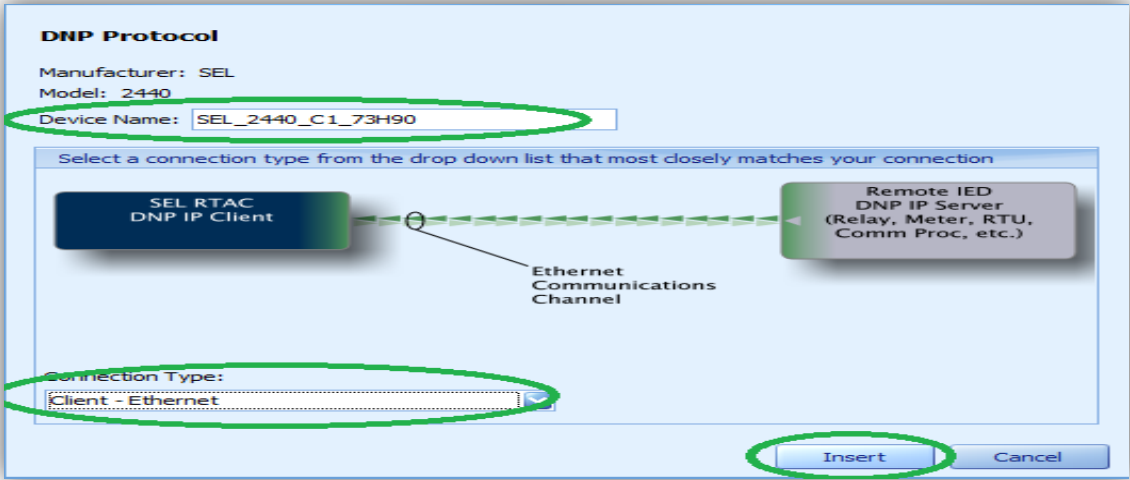 DNP Protocol
Manufacturer: SEL
Model: 2440
Device Name: SEL_2440_C1_73H90
Select a connection type from the drop down list that most closely matches your connection
SEL RTAC
DNP IP Client
Remote IED
DNP IP Server
(Relay, Meter, RTU,
Comm Proc, etc.)
Ethernet
Communications
Channel
Connection Type:
Client - Ethernet
Insert Cancel